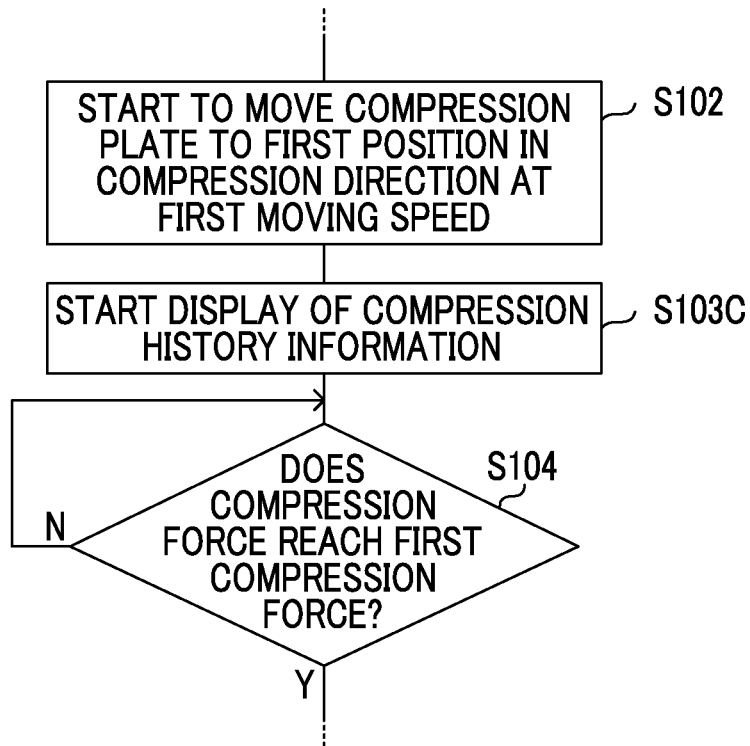 START TO MOVE COMPRESSION
PLATE TO FIRST POSITION IN
COMPRESSION DIRECTION AT
FIRST MOVING SPEED
S102
START DISPLAY OF COMPRESSION
HISTORY INFORMATION
S103C
DOES
COMPRESSION
FORCE REACH FIRST
COMPRESSION
FORCE?
S104
N
Y